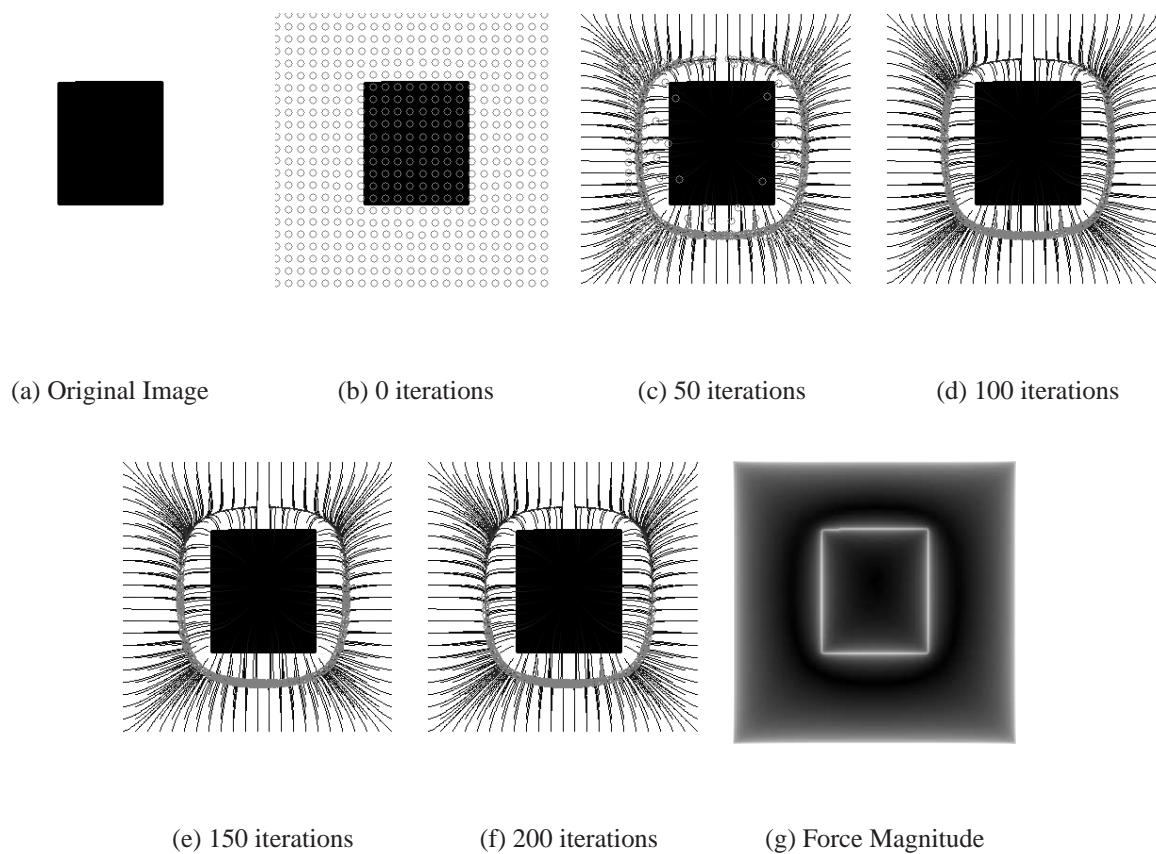 (a) Original Image
(b) 0 iterations
(c) 50 iterations
(d) 100 iterations
(e) 150 iterations
(f) 200 iterations
(g) Force Magnitude